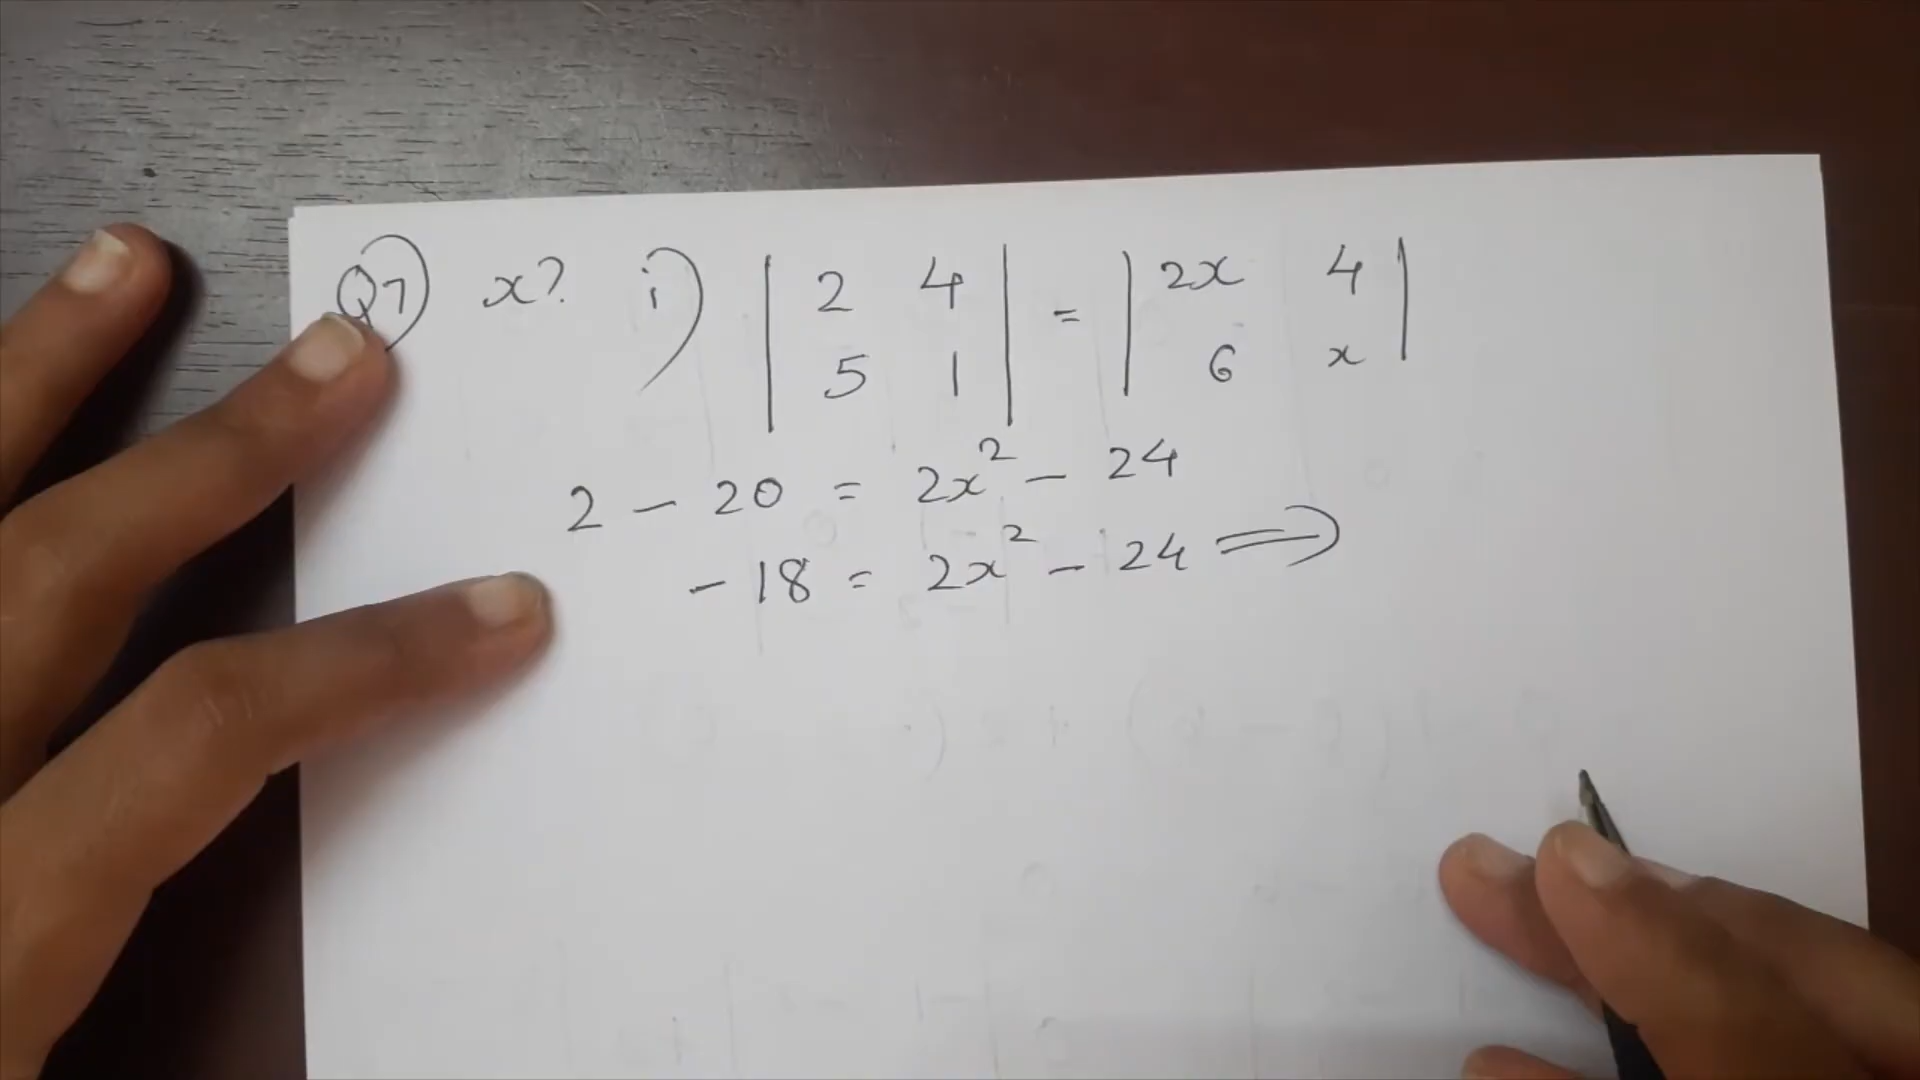 Q7) x? i) | 2 4 | = | 2x 4 |
| 5 1 | | 6 x |
2 - 20 = 2x² - 24
- 18 = 2x² - 24 ⇒